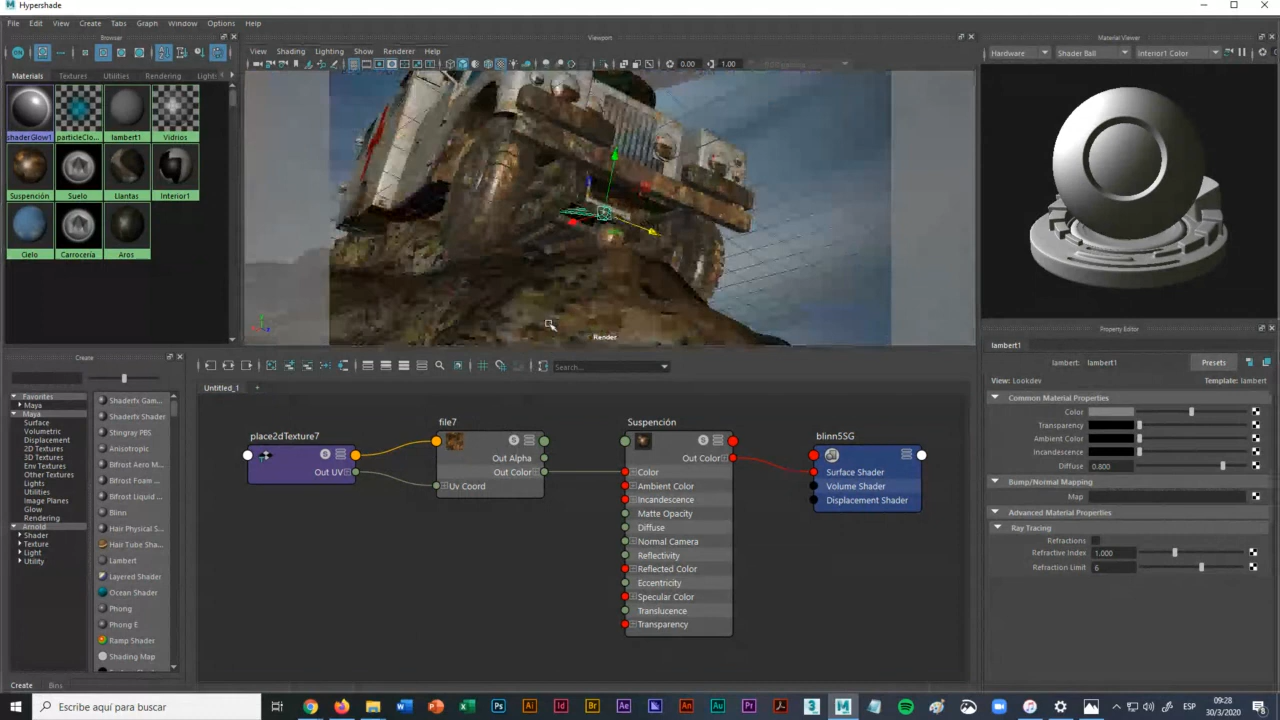 Hypershade
File Edit View Create Tabs Graph Window Options Help
Browser
Viewport
Material Viewer
View Shading Lighting Show Renderer Help
Hardware Shader Ball Interior1 Color
0.00 1.00
Materials Textures Utilities Rendering Light
shaderGlow1 particleClo... lambert1 Vidrios
Suspención Suelo Llantas Interior1
Cielo Carrocería Aros
Render
Property Editor
lambert1
lambert: lambert1 Presets
View: Lookdev Template: lambert
Common Material Properties
Color
Transparency
Ambient Color
Incandescence
Diffuse 0.800
Bump/Normal Mapping
Map
Advanced Material Properties
Ray Tracing
Refractions
Refractive Index 1.000
Refraction Limit 6
Create
Favorites
Maya
Maya
Surface
Volumetric
Displacement
2D Textures
3D Textures
Env Textures
Other Textures
Lights
Utilities
Image Planes
Glow
Rendering
Arnold
Shader
Texture
Light
Utility
Shaderfx Gam...
Shaderfx Shader
Stingray PBS
Anisotropic
Bifrost Aero M...
Bifrost Foam ...
Bifrost Liquid ...
Blinn
Hair Physical S...
Hair Tube Sha...
Lambert
Layered Shader
Ocean Shader
Phong
Phong E
Ramp Shader
Shading Map
Create Bins
Search...
Untitled_1 +
place2dTexture7
Out UV
file7
Out Alpha
Out Color
Uv Coord
Suspención
Out Color
Color
Ambient Color
Incandescence
Matte Opacity
Diffuse
Normal Camera
Reflectivity
Reflected Color
Eccentricity
Specular Color
Translucence
Transparency
blinn5SG
Surface Shader
Volume Shader
Displacement Shader
Escribe aquí para buscar
ESP
09:28
30/3/2020